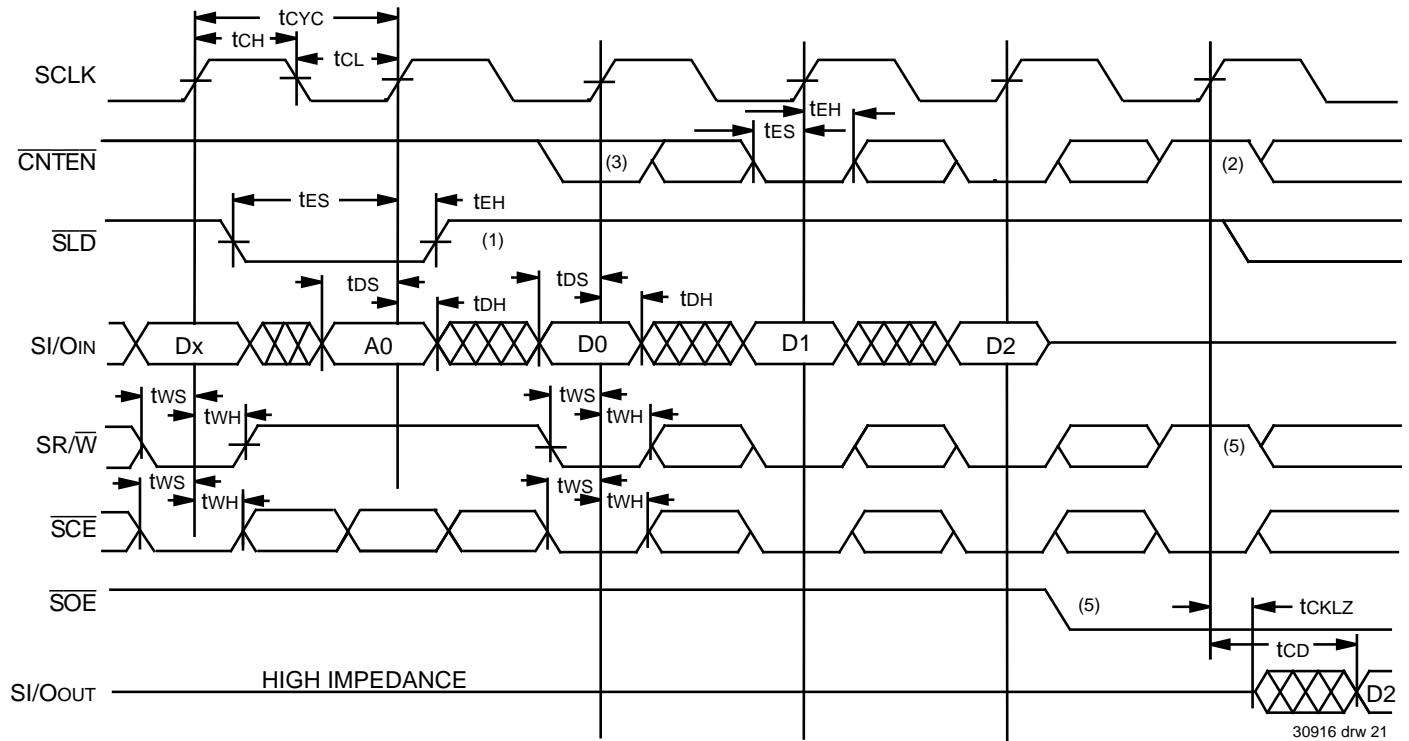 tCYC
tCH
tCL
SCLK
tEH
tES
CNTEN
(3)
(2)
tES
tEH
SLD
(1)
tDS
tDH
tDS
tDH
SI/OIN
Dx
A0
D0
D1
D2
tWS
tWH
tWS
tWH
SR/W
(5)
tWS
tWH
tWS
tWH
SCE
SOE
(5)
tCKLZ
tCD
SI/OOUT
HIGH IMPEDANCE
D2
30916 drw 21